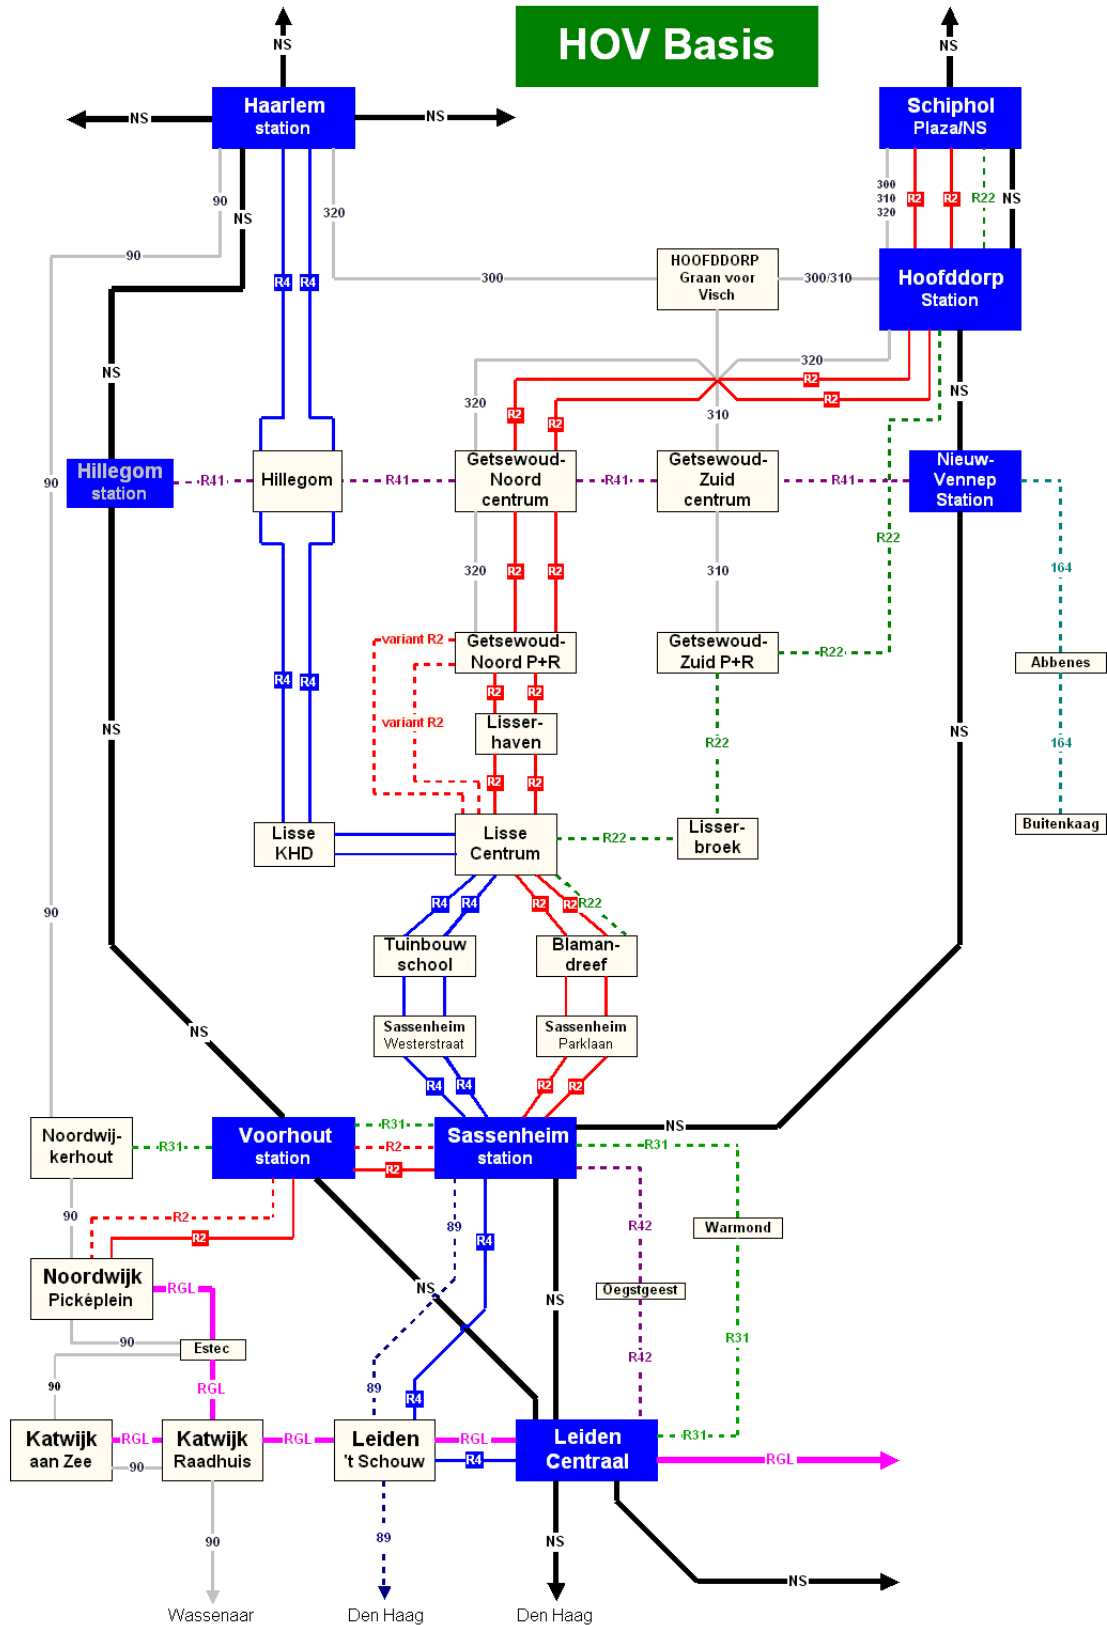 NS
HOV Basis
NS
Haarlem
station
NS
NS
Schiphol
Plaza/NS
90
NS
320
R4
R4
90
300
HOOFDDORP
Graan voor
Visch
300/310
300
310
320
R2
R2
R22
NS
Hoofddorp
Station
320
R2
R2
NS
NS
320
R2
R2
310
90
Hillegom
station
R41
Hillegom
R41
Getsewoud-
Noord
centrum
R41
Getsewoud-
Zuid
centrum
R41
Nieuw-
Vennep
Station
R22
320
R2
R2
310
164
variant R2
Getsewoud-
Noord P+R
Getsewoud-
Zuid P+R
R22
Abbenes
R4
R4
R2
R2
NS
variant R2
Lisser-
haven
R22
NS
164
R2
R2
Lisse
KHD
Lisse
Centrum
R22
Lisser-
broek
Buitenkaag
90
R4
R4
R2
R2
R22
Tuinbouw
school
Blaman-
dreef
NS
Sassenheim
Westerstraat
Sassenheim
Parklaan
R4
R4
R2
R2
Noordwij-
kerhout
R31
Voorhout
station
R31
R2
R2
Sassenheim
station
NS
R31
90
R2
R2
89
R4
R42
Warmond
Noordwijk
Picképlein
RGL
NS
NS
Oegstgeest
90
Estec
R31
R42
90
RGL
89
R4
Katwijk
aan Zee
RGL
90
Katwijk
Raadhuis
RGL
Leiden
't Schouw
RGL
R4
Leiden
Centraal
R31
RGL
90
89
NS
NS
Wassenaar
Den Haag
Den Haag